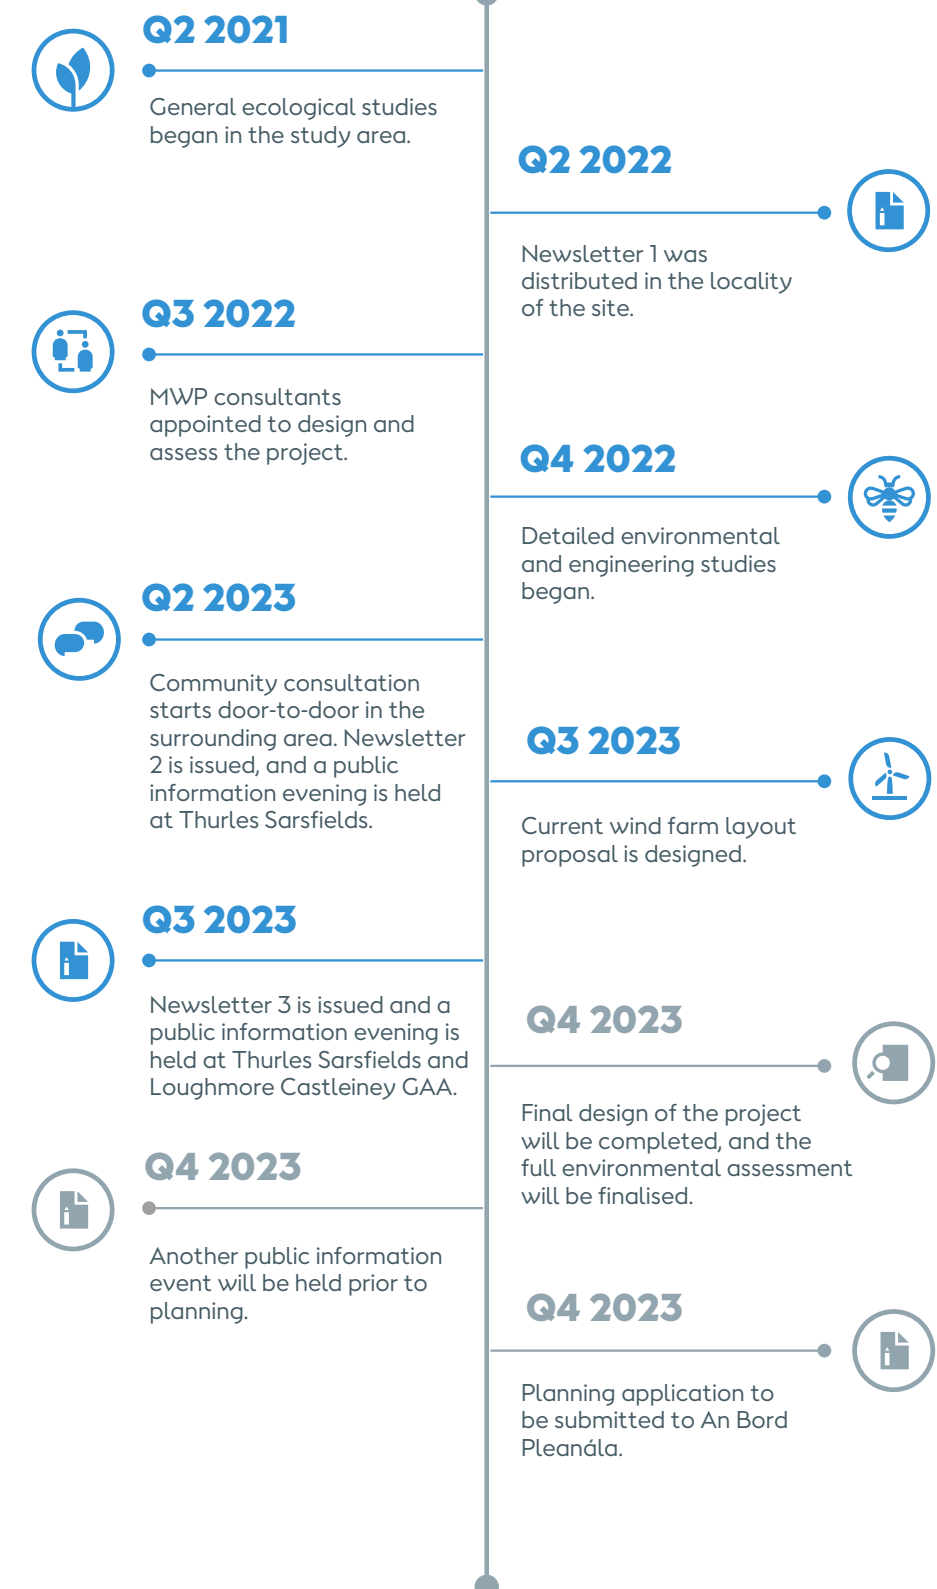 Q2 2021
General ecological studies
began in the study area.
Q2 2022
Newsletter 1 was
distributed in the locality
of the site.
Q3 2022
MWP consultants
appointed to design and
assess the project.
Q4 2022
Detailed environmental
and engineering studies
began.
Q2 2023
Community consultation
starts door-to-door in the
surrounding area. Newsletter
2 is issued, and a public
information evening is held
at Thurles Sarsfields.
Q3 2023
Current wind farm layout
proposal is designed.
Q3 2023
Newsletter 3 is issued and a
public information evening is
held at Thurles Sarsfields and
Loughmore Castleiney GAA.
Q4 2023
Final design of the project
will be completed, and the
full environmental assessment
will be finalised.
Q4 2023
Another public information
event will be held prior to
planning.
Q4 2023
Planning application to
be submitted to An Bord
Pleanála.